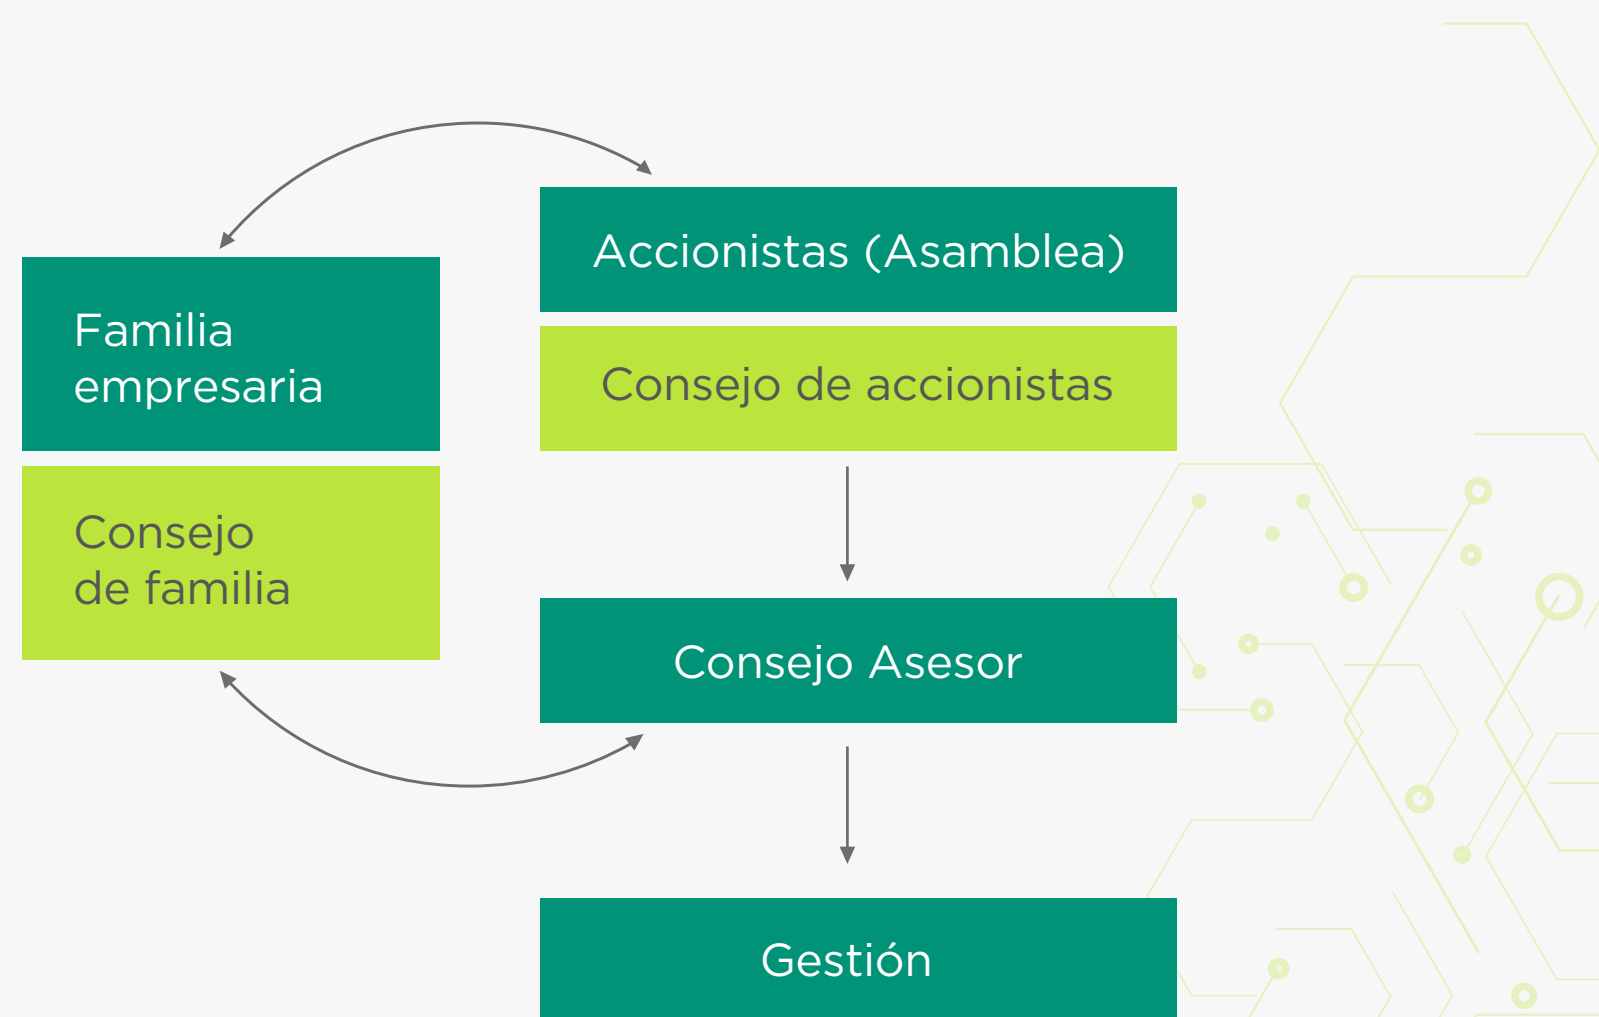 Familia
empresaria
Consejo
de familia
Accionistas (Asamblea)
Consejo de accionistas
Consejo Asesor
Gestión